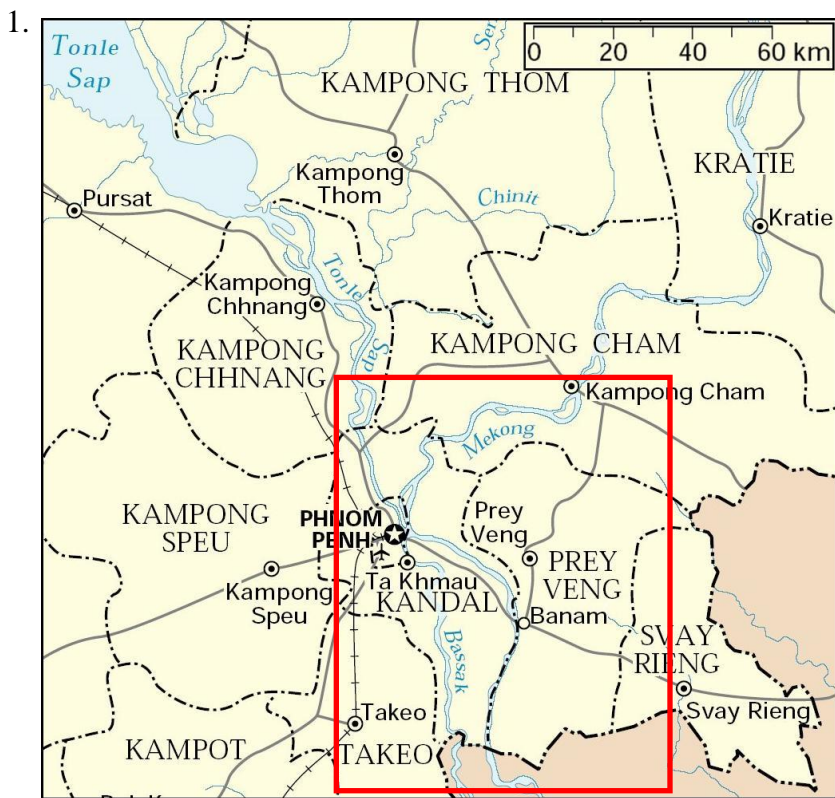 1.
Tonle
Sap
Sen
0 20 40 60 km
KAMPONG THOM
Kampong
Thom
KRATIE
Pursat
Chinit
Kratie
Tonle
Sap
Kampong
Chhnang
KAMPONG
CHHNANG
KAMPONG CHAM
Kampong Cham
Mekong
KAMPONG
SPEU
PHNOM
PENH
Prey
Veng
PREY
VENG
Kampong
Speu
Ta Khmau
KANDAL
Banam
Bassak
SVAY
RIENG
Svay Rieng
Takeo
KAMPOT
TAKEO